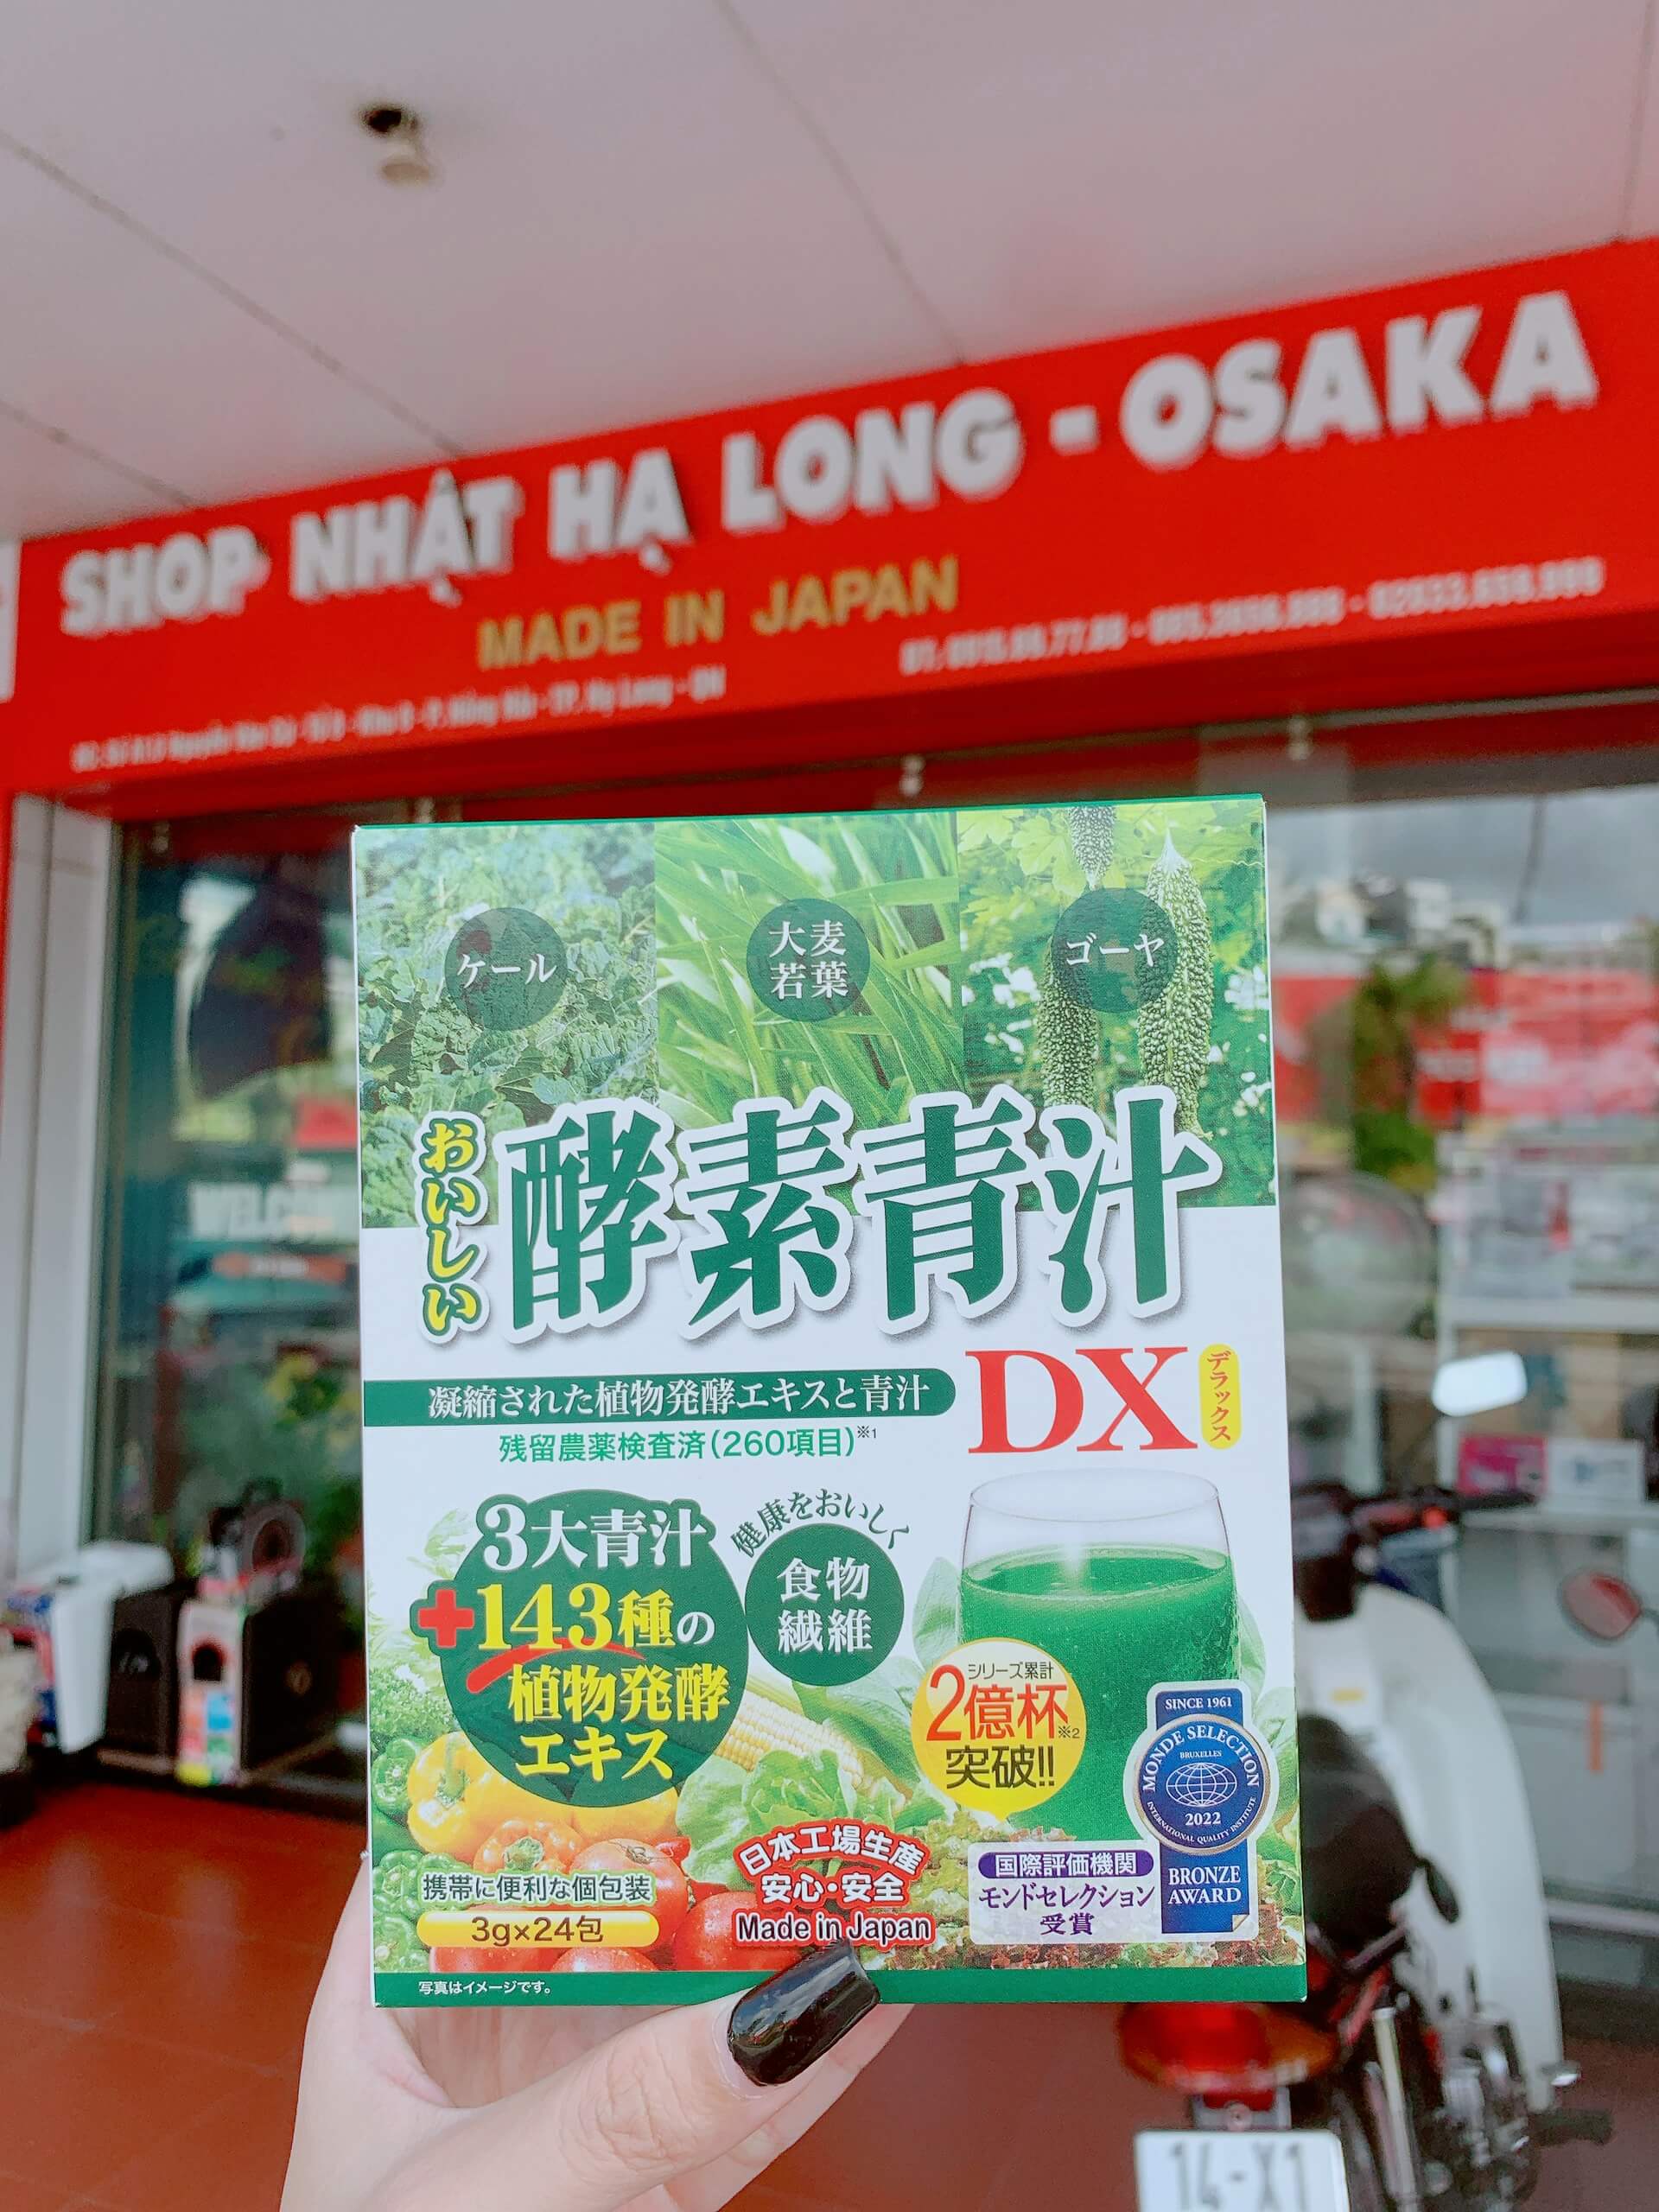 SHOP NHẬT HẠ LONG - OSAKA
MADE IN JAPAN
ケール
大麦
若葉
ゴーヤ
おいしい
酵素青汁
DX
デラックス
凝縮された植物発酵エキスと青汁
残留農薬検査済(260項目)※1
3大青汁
+143種の
植物発酵
エキス
健康をおいしく
食物
繊維
シリーズ累計
2億杯※2
突破!!
SINCE 1961
MONDE SELECTION
BRUXELLES
2022
INTERNATIONAL QUALITY INSTITUTE
BRONZE
AWARD
国際評価機関
モンドセレクション
受賞
日本工場生産
安心・安全
Made in Japan
携帯に便利な個包装
3g×24包
写真はイメージです。
14-X1